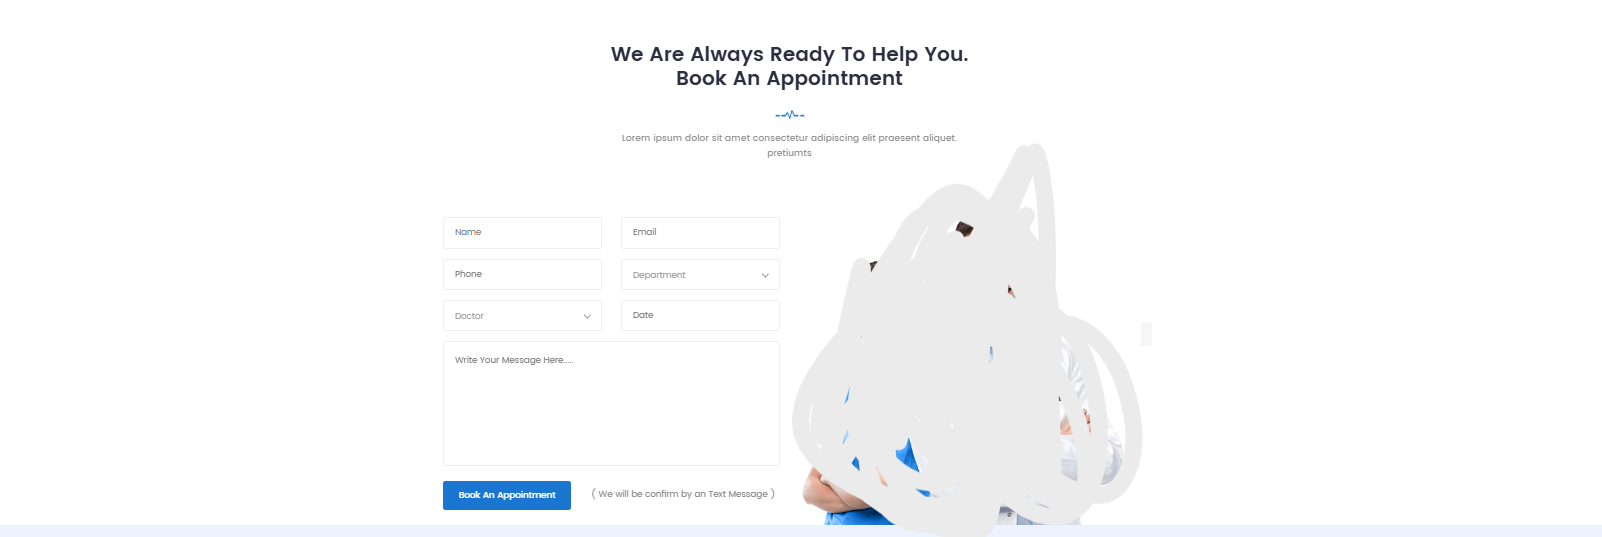 We Are Always Ready To Help You.
Book An Appointment
Lorem ipsum dolor sit amet consectetur adipiscing elit praesent aliquet.
pretiumts
Name
Email
Phone
Department
Doctor
Date
Write Your Message Here.....
Book An Appointment
( We will be confirm by an Text Message )